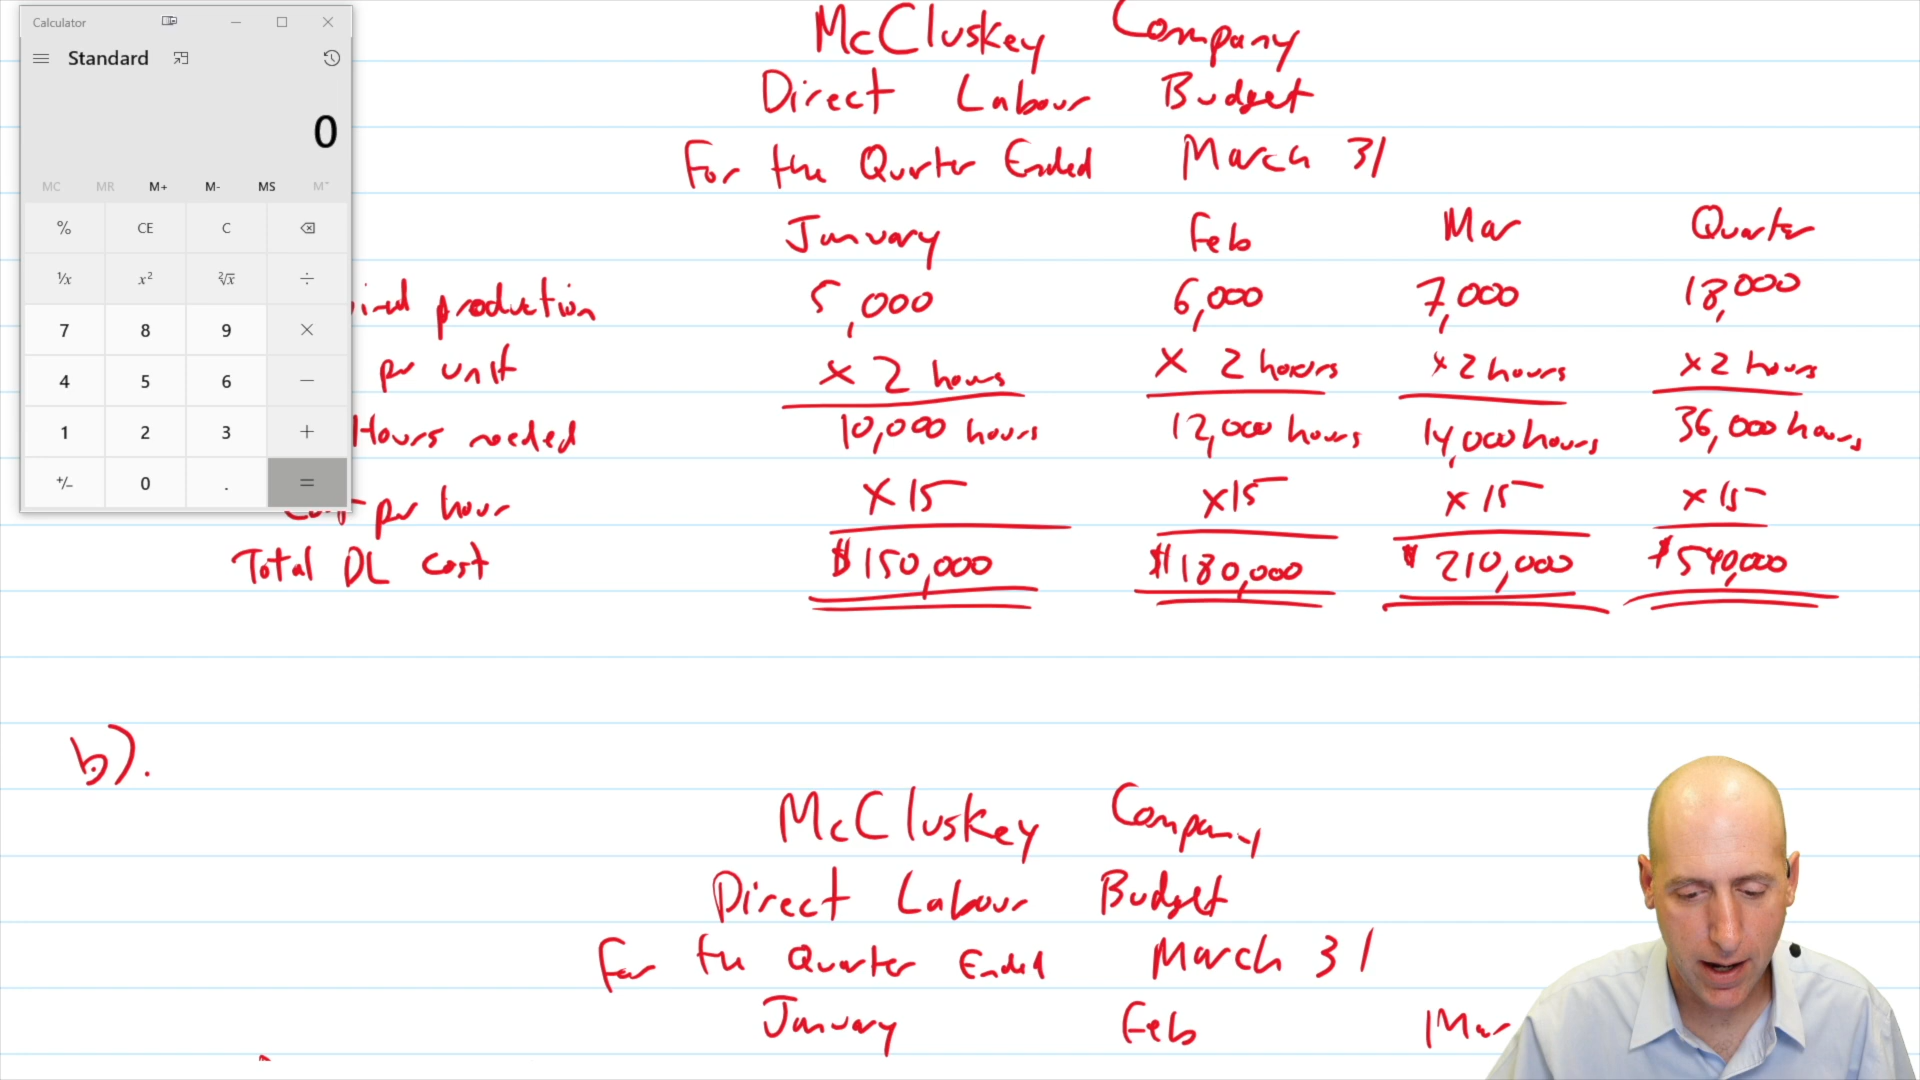 Calculator
Standard
0
MC MR M+ M- MS M˅
% CE C
¹/x x² ²√x ÷
7 8 9 ×
4 5 6 −
1 2 3 +
+/− 0 . =
McCluskey Company
Direct Labour Budget
For the Qurter Ended March 31
January Feb Mar Quarter
production 5,000 6,000 7,000 18,000
per unit × 2 hours × 2 hours × 2 hours × 2 hours
Hours needed 10,000 hours 12,000 hours 14,000 hours 36,000 hours
per hour × 15 × 15 × 15 × 15
Total DL cost $150,000 $180,000 $210,000 $540,000
b).
McCluskey Company
Direct Labour Budget
For the Quarter Ended March 31
January Feb Mar